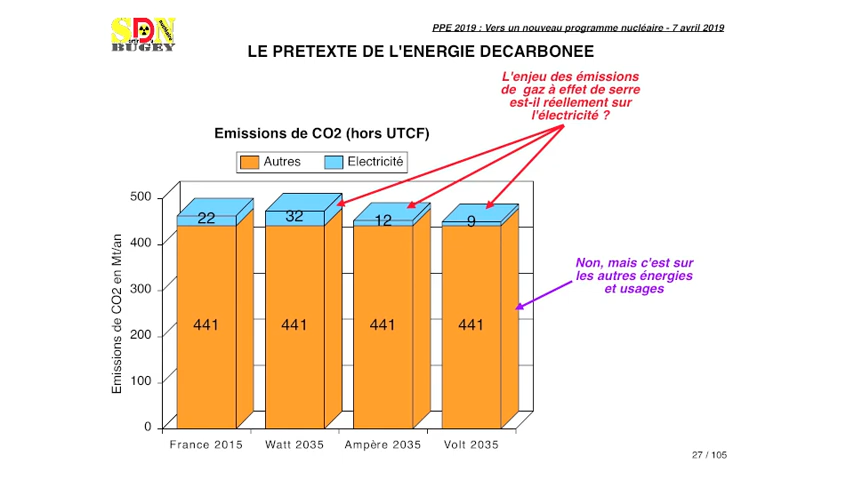 SDN
BUGEY
PPE 2019 : Vers un nouveau programme nucléaire - 7 avril 2019
LE PRETEXTE DE L'ENERGIE DECARBONEE
L'enjeu des émissions
de gaz à effet de serre
est-il réellement sur
l'électricité ?
Emissions de CO2 (hors UTCF)
Autres
Electricité
Emissions de CO2 en Mt/an
500
400
300
200
100
0
22
32
12
9
441
441
441
441
Non, mais c'est sur
les autres énergies
et usages
France 2015
Watt 2035
Ampère 2035
Volt 2035
27 / 105